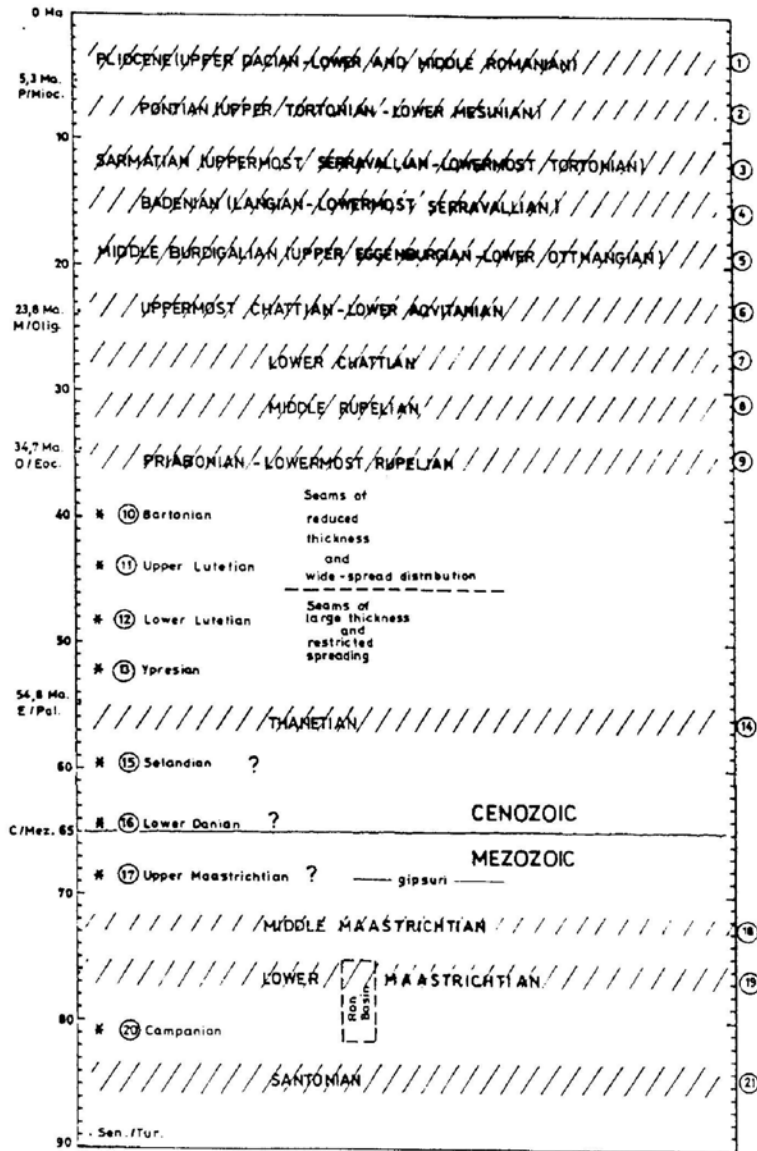 0 Ma
PLIOCENE (UPPER DACIAN-LOWER AND MIDDLE ROMANIAN) 1
5,3 Ma.
P/Mioc.
PONTIAN (UPPER TORTONIAN-LOWER MESINIAN) 2
10
SARMATIAN (UPPERMOST SERRAVALLIAN-LOWERMOST TORTONIAN) 3
BADENIAN (LANGIAN-LOWERMOST SERRAVALLIAN) 4
MIDDLE BURDIGALIAN (UPPER EGGENBURGIAN-LOWER OTTNANGIAN) 5
20
23,8 Ma.
M/Olig.
UPPERMOST CHATTIAN-LOWER AQVITANIAN 6
LOWER CHATTIAN 7
30
MIDDLE RUPELIAN 8
34,7 Ma.
O/Eoc.
PRIABONIAN-LOWERMOST RUPELIAN 9
40
* 10 Bartonian
* 11 Upper Lutetian
Seams of
reduced
thickness
and
wide-spread distribution
* 12 Lower Lutetian
Seams of
large thickness
and
restricted
spreading
50
* 13 Ypresian
54,8 Ma.
E/Pal.
THANETIAN 14
60
* 15 Selandian ?
* 16 Lower Danian ?
CENOZOIC
C/Mez. 65
MEZOZOIC
* 17 Upper Maastrichtian ? gipsuri
70
MIDDLE MAASTRICHTIAN 18
LOWER MAASTRICHTIAN 19
Basin
80
* 20 Campanian
SANTONIAN 21
Sen./Tur.
90